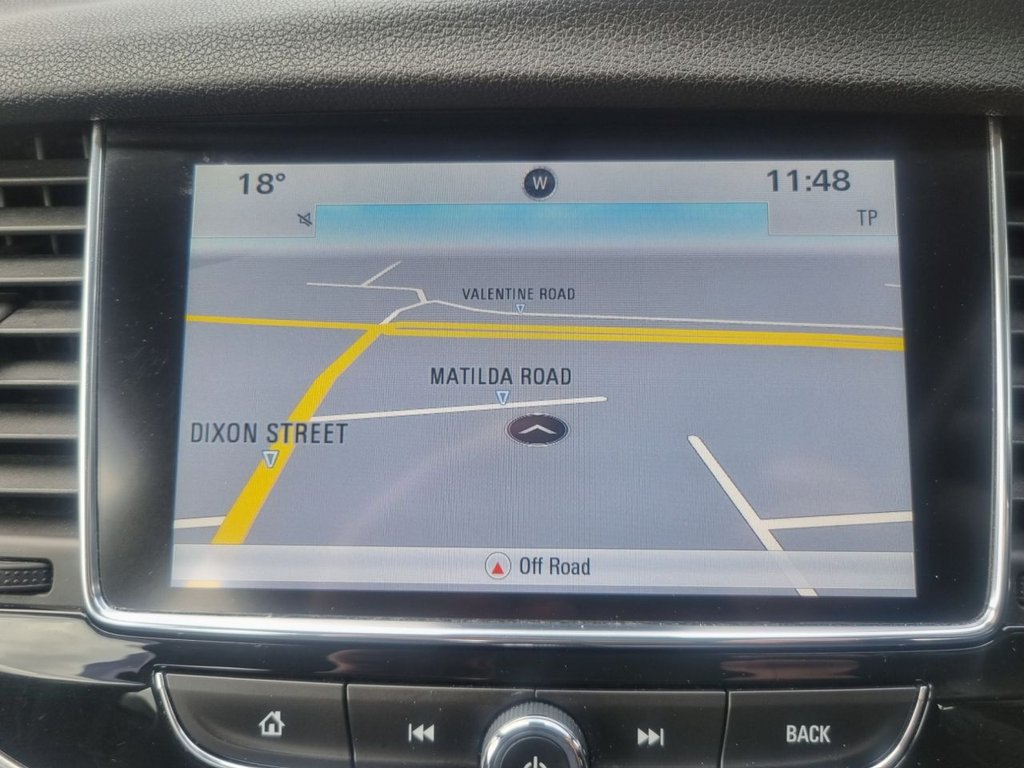 18°
W
11:48
TP
VALENTINE ROAD
MATILDA ROAD
DIXON STREET
Off Road
BACK